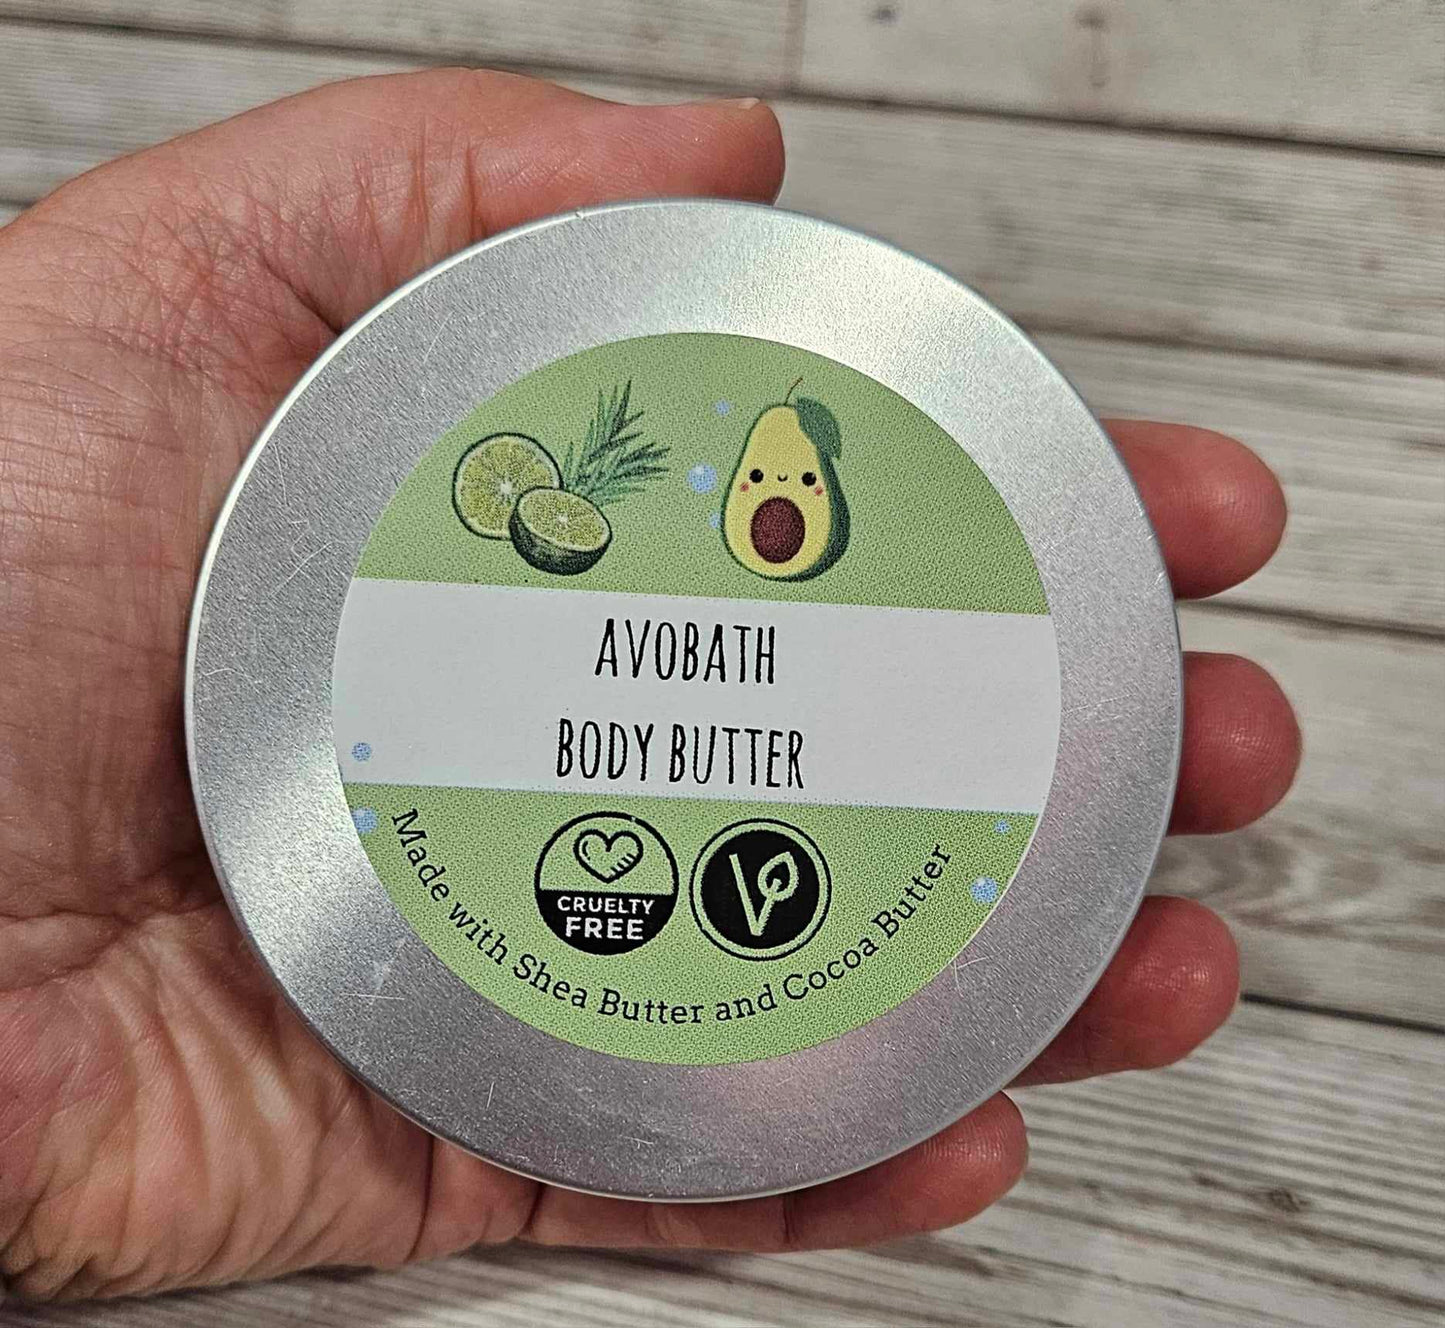 AVOBATH
BODY BUTTER
CRUELTY
FREE
V
Made with Shea Butter and Cocoa Butter